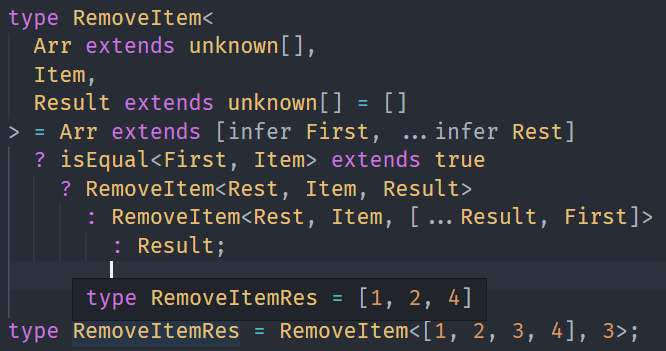 type RemoveItem<
  Arr extends unknown[],
  Item,
  Result extends unknown[] = []
> = Arr extends [infer First, ...infer Rest]
  ? isEqual<First, Item> extends true
    ? RemoveItem<Rest, Item, Result>
      : RemoveItem<Rest, Item, [...Result, First]>
        : Result;
type RemoveItemRes = [1, 2, 4]
type RemoveItemRes = RemoveItem<[1, 2, 3, 4], 3>;